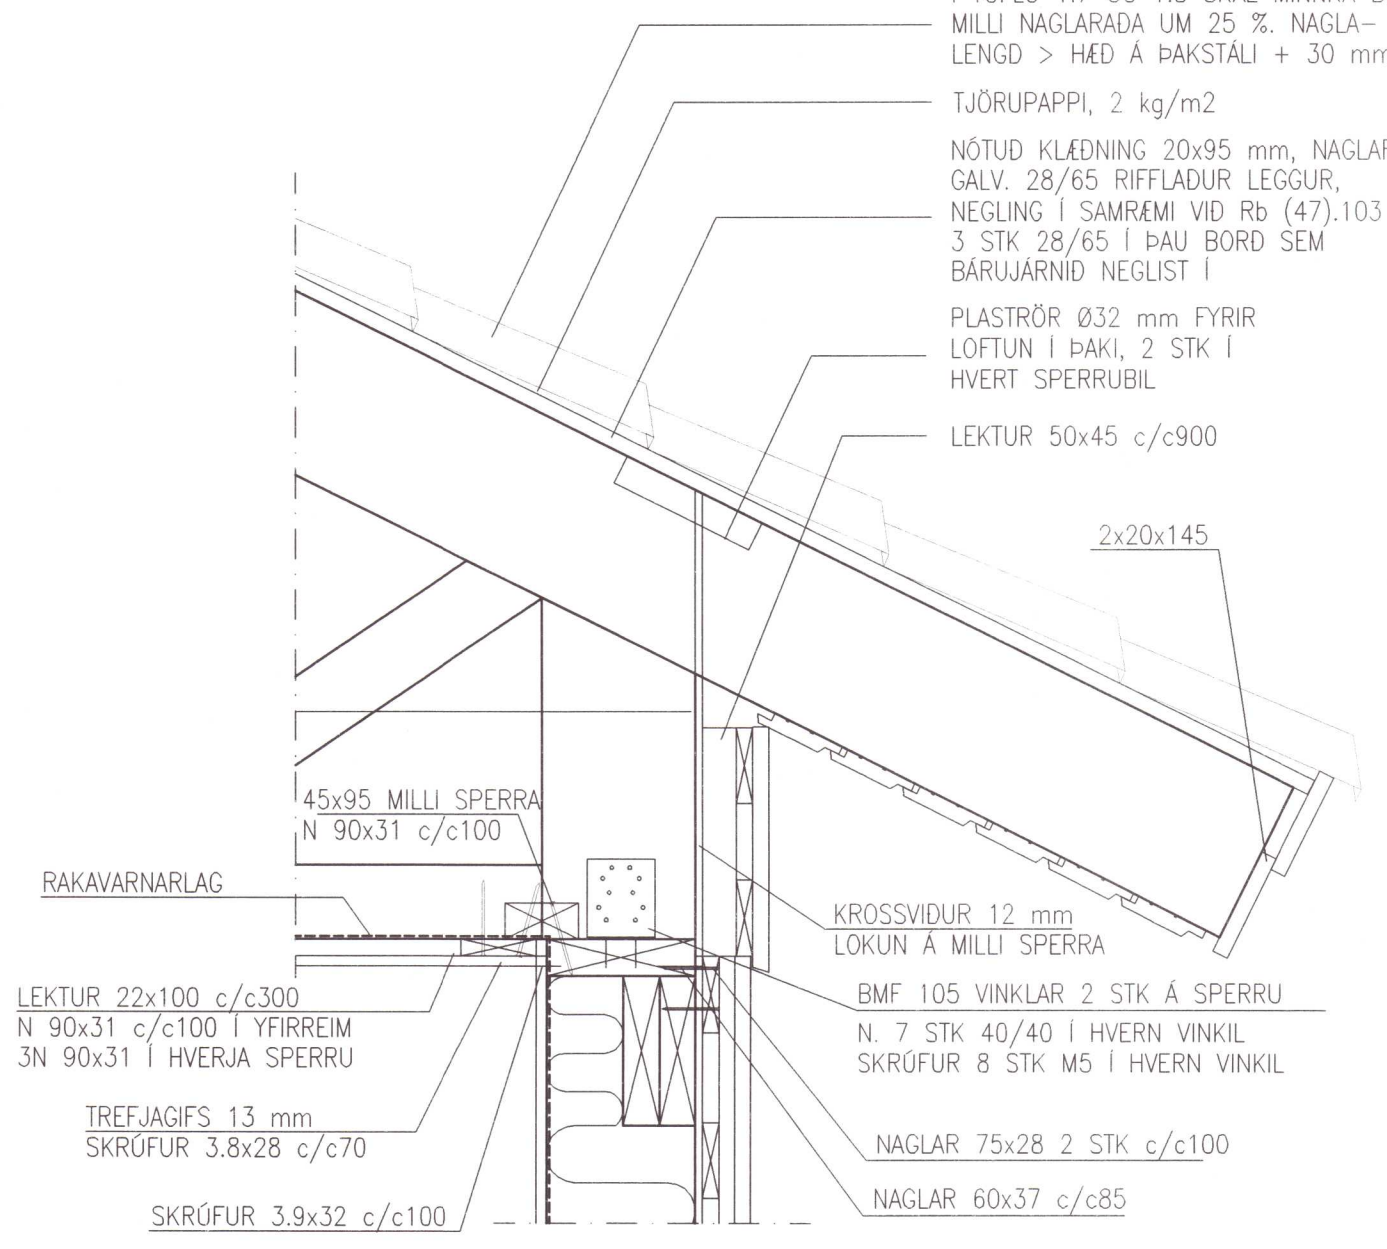 MILLI NAGLARAÐA UM 25 %. NAGLA-
LENGD > HÆÐ Á ÞAKSTÁLI + 30 mm
TJÖRUPAPPI, 2 kg/m2
NÓTUÐ KLÆÐNING 20x95 mm,
GALV. 28/65 RIFFLAÐUR LEGGUR,
NEGLING Í SAMRÆMI VIÐ Rb (47).103
3 STK 28/65 Í ÞAU BORÐ SEM
BÁRUJÁRNIÐ NEGLIST Í
PLASTRÖR Ø32 mm FYRIR
LOFTUN Í ÞAKI, 2 STK Í
HVERT SPERRUBIL
LEKTUR 50x45 c/c900
2x20x145
45x95 MILLI SPERRA
N 90x31 c/c100
RAKAVARNARLAG
KROSSVIÐUR 12 mm
LOKUN Á MILLI SPERRA
LEKTUR 22x100 c/c300
N 90x31 c/c100 Í YFIRREIM
3N 90x31 Í HVERJA SPERRU
BMF 105 VINKLAR 2 STK Á SPERRU
N. 7 STK 40/40 Í HVERN VINKIL
SKRÚFUR 8 STK M5 Í HVERN VINKIL
TREFJAGIFS 13 mm
SKRÚFUR 3.8x28 c/c70
NAGLAR 75x28 2 STK c/c100
NAGLAR 60x37 c/c85
SKRÚFUR 3.9x32 c/c100